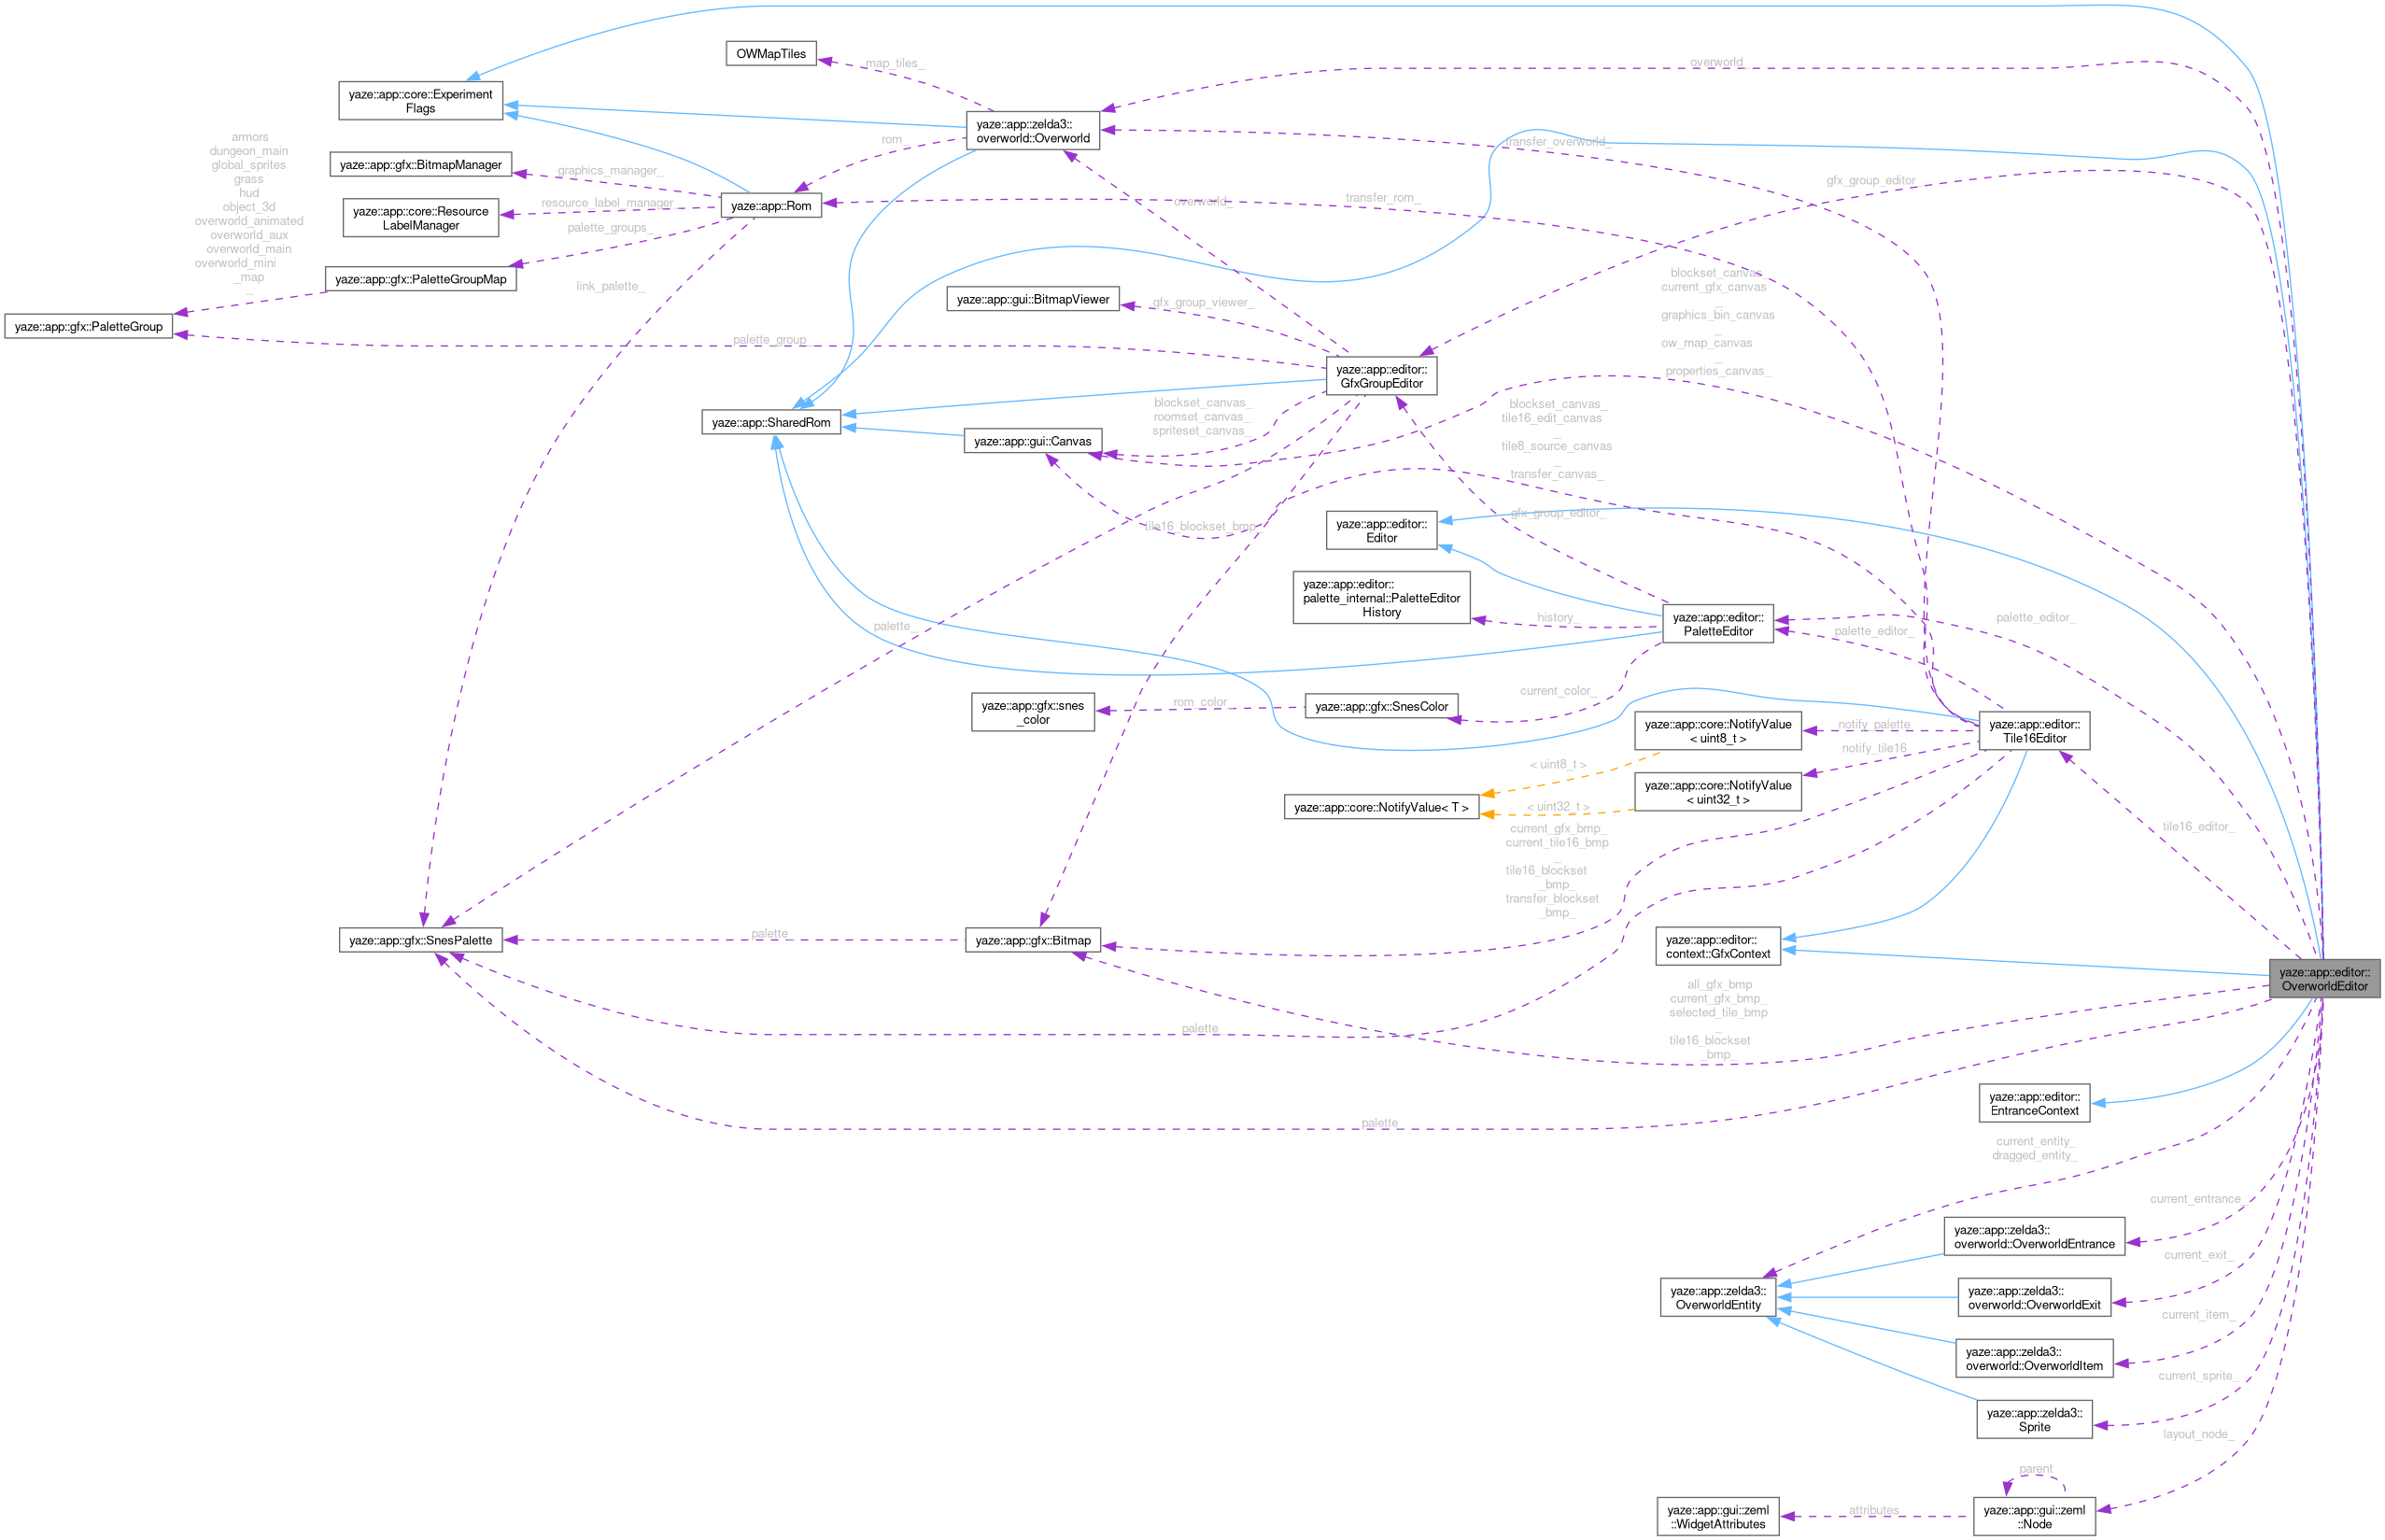 OWMapTiles
map_tiles_
overworld_
yaze::app::core::Experiment
Flags
yaze::app::zelda3::
overworld::Overworld
armors
dungeon_main
global_sprites
grass
hud
object_3d
overworld_animated
overworld_aux
overworld_main
overworld_mini
_map
...
rom_
transfer_overworld_
yaze::app::gfx::BitmapManager
graphics_manager_
gfx_group_editor_
yaze::app::core::Resource
LabelManager
resource_label_manager_
yaze::app::Rom
overworld_
transfer_rom_
palette_groups_
yaze::app::gfx::PaletteGroupMap
link_palette_
yaze::app::gui::BitmapViewer
gfx_group_viewer_
blockset_canvas_
current_gfx_canvas
_
graphics_bin_canvas
_
ow_map_canvas
_
properties_canvas_
yaze::app::gfx::PaletteGroup
palette_group_
yaze::app::editor::
GfxGroupEditor
yaze::app::SharedRom
blockset_canvas_
roomset_canvas_
spriteset_canvas_
blockset_canvas_
tile16_edit_canvas
_
tile8_source_canvas
_
transfer_canvas_
yaze::app::gui::Canvas
tile16_blockset_bmp_
yaze::app::editor::
Editor
gfx_group_editor_
yaze::app::editor::
palette_internal::PaletteEditor
History
history_
yaze::app::editor::
PaletteEditor
palette_editor_
palette_editor_
palette_
yaze::app::gfx::snes
_color
rom_color_
yaze::app::gfx::SnesColor
current_color_
yaze::app::core::NotifyValue
< uint8_t >
notify_palette_
yaze::app::editor::
Tile16Editor
notify_tile16_
< uint8_t >
yaze::app::core::NotifyValue
< uint32_t >
yaze::app::core::NotifyValue< T >
< uint32_t >
current_gfx_bmp_
current_tile16_bmp
_
tile16_blockset
_bmp_
transfer_blockset
_bmp_
tile16_editor_
yaze::app::gfx::SnesPalette
palette_
yaze::app::gfx::Bitmap
yaze::app::editor::
context::GfxContext
yaze::app::editor::
OverworldEditor
palette_
all_gfx_bmp
current_gfx_bmp_
selected_tile_bmp
_
tile16_blockset
_bmp_
palette_
yaze::app::editor::
EntranceContext
current_entity_
dragged_entity_
current_entrance_
yaze::app::zelda3::
overworld::OverworldEntrance
current_exit_
yaze::app::zelda3::
OverworldEntity
yaze::app::zelda3::
overworld::OverworldExit
current_item_
yaze::app::zelda3::
overworld::OverworldItem
current_sprite_
yaze::app::zelda3::
Sprite
layout_node_
parent
yaze::app::gui::zeml
::WidgetAttributes
attributes
yaze::app::gui::zeml
::Node